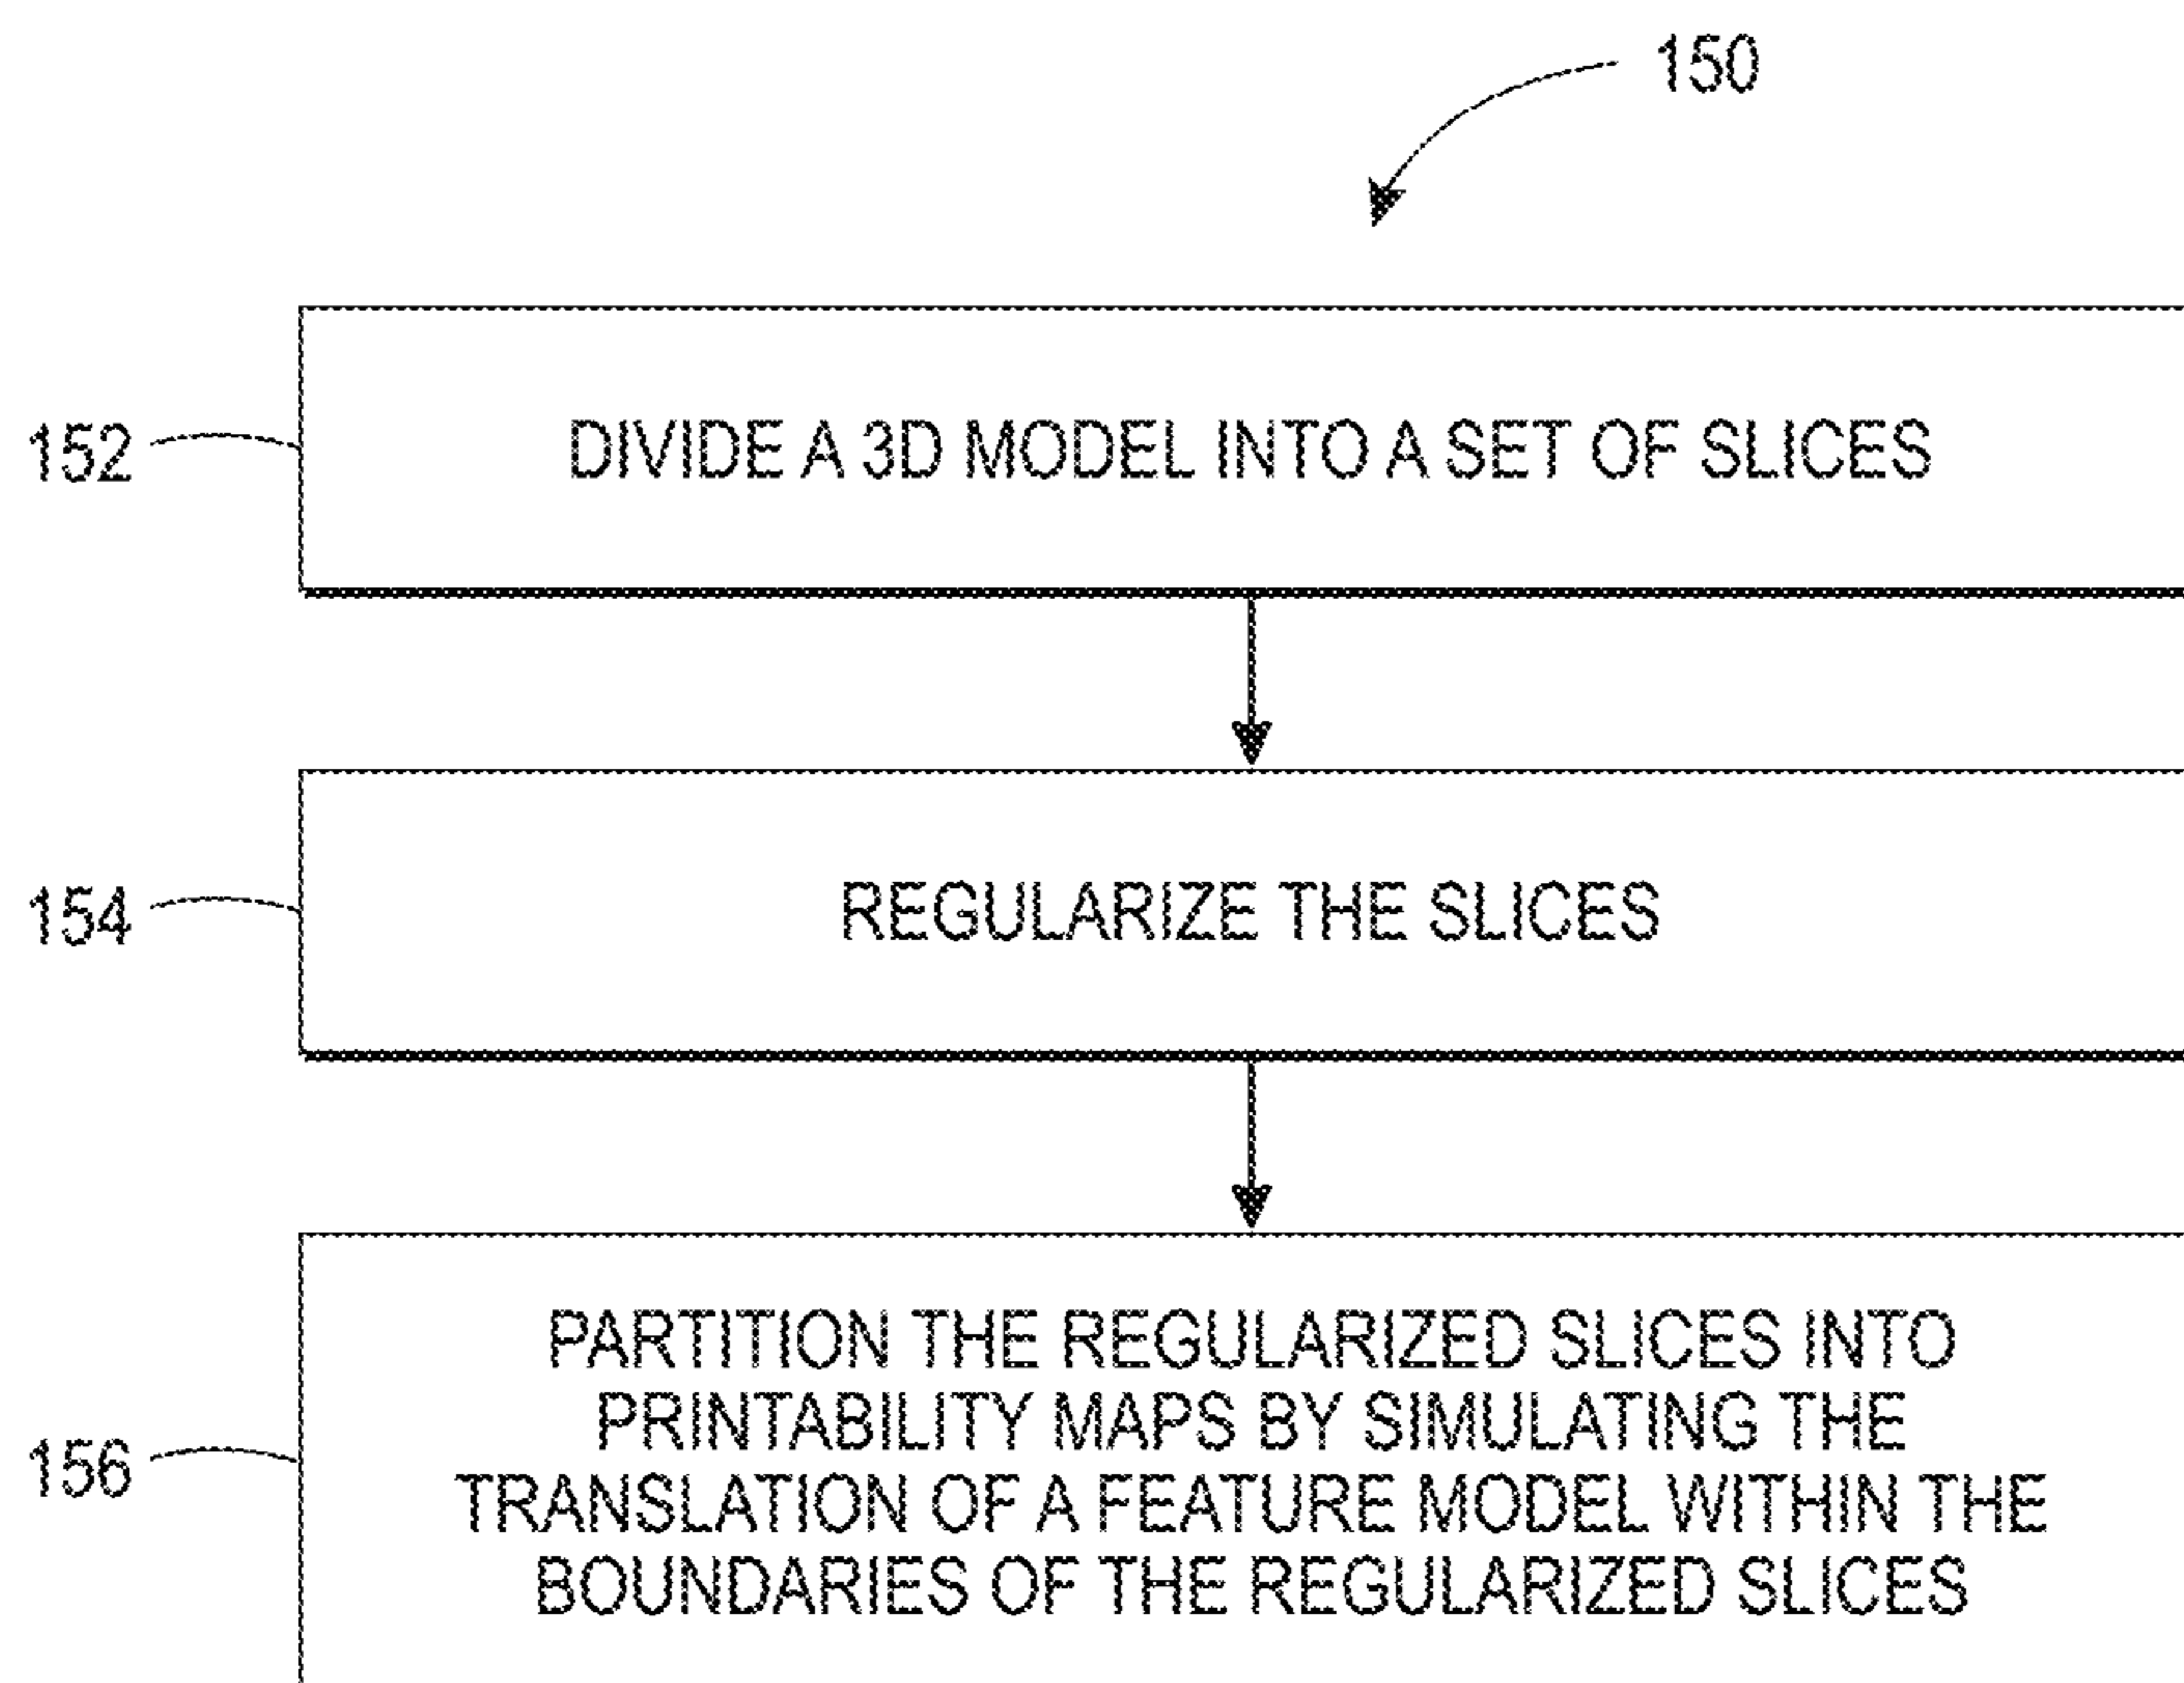 150
152
DIVIDE A 3D MODEL INTO A SET OF SLICES
154
REGULARIZE THE SLICES
156
PARTITION THE REGULARIZED SLICES INTO
PRINTABILITY MAPS BY SIMULATING THE
TRANSLATION OF A FEATURE MODEL WITHIN THE
BOUNDARIES OF THE REGULARIZED SLICES